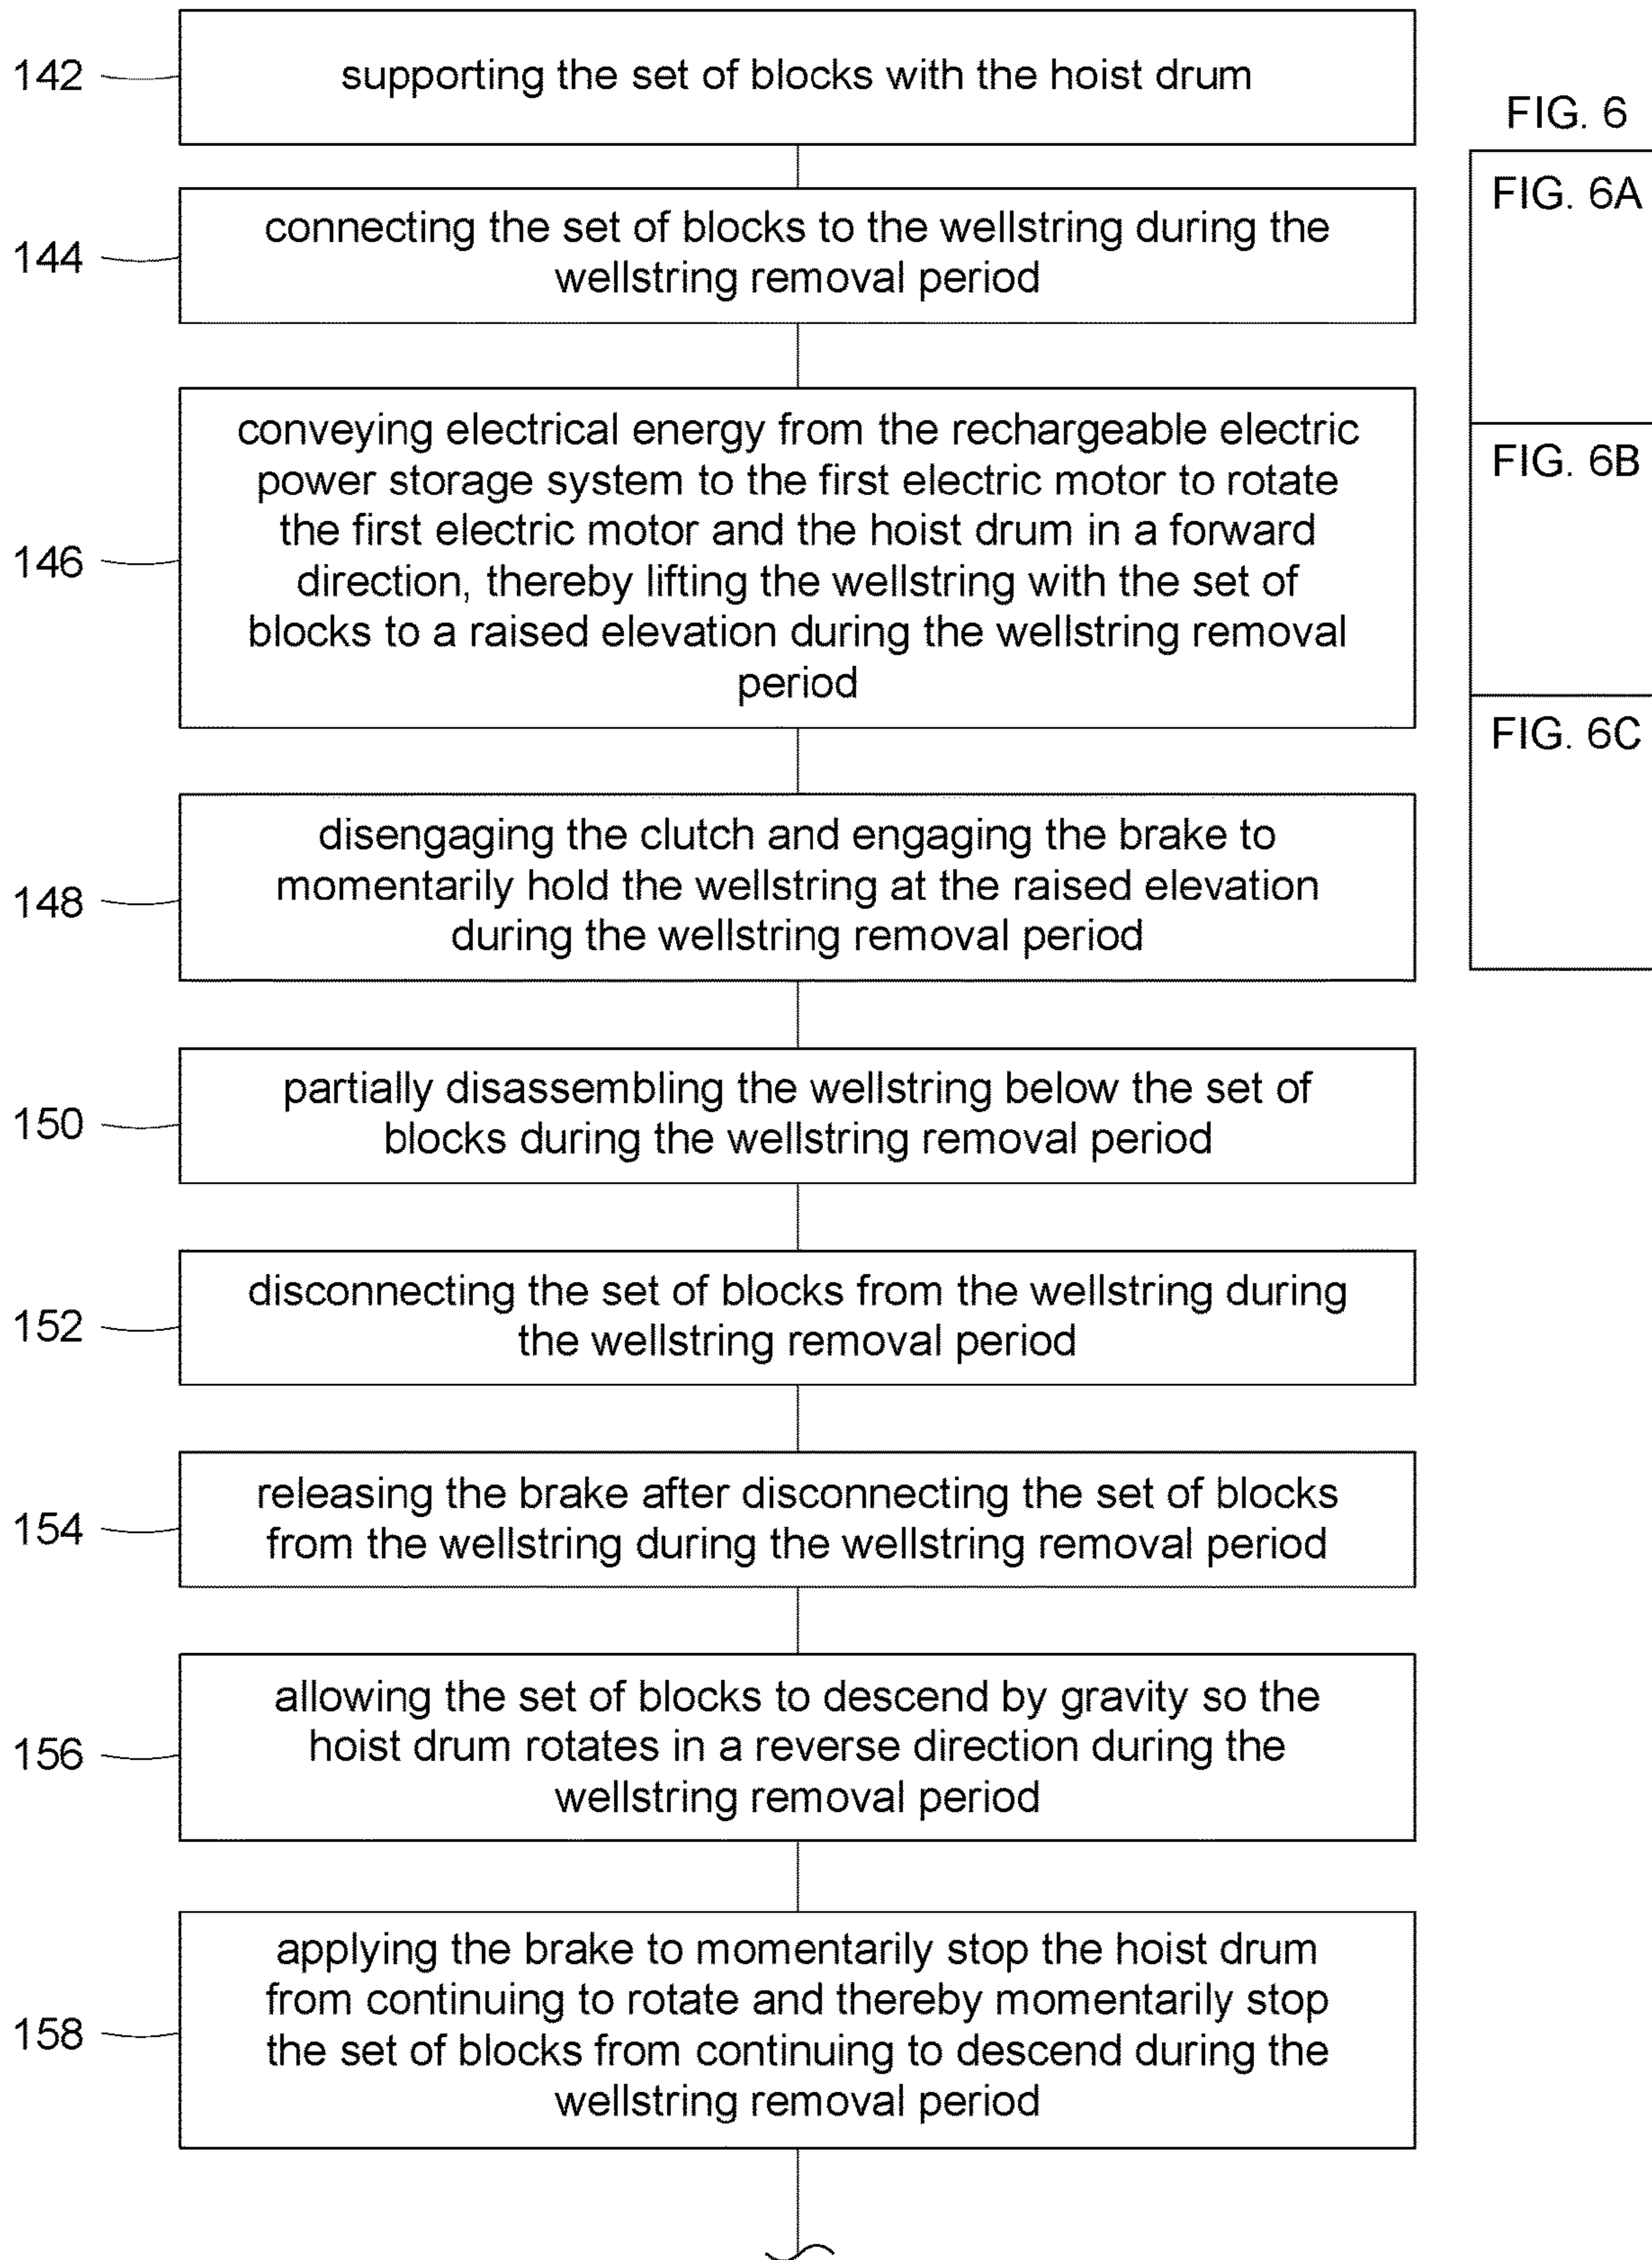 142
supporting the set of blocks with the hoist drum
144
connecting the set of blocks to the wellstring during the
wellstring removal period
146
conveying electrical energy from the rechargeable electric
power storage system to the first electric motor to rotate
the first electric motor and the hoist drum in a forward
direction, thereby lifting the wellstring with the set of
blocks to a raised elevation during the wellstring removal
period
148
disengaging the clutch and engaging the brake to
momentarily hold the wellstring at the raised elevation
during the wellstring removal period
150
partially disassembling the wellstring below the set of
blocks during the wellstring removal period
152
disconnecting the set of blocks from the wellstring during
the wellstring removal period
154
releasing the brake after disconnecting the set of blocks
from the wellstring during the wellstring removal period
156
allowing the set of blocks to descend by gravity so the
hoist drum rotates in a reverse direction during the
wellstring removal period
158
applying the brake to momentarily stop the hoist drum
from continuing to rotate and thereby momentarily stop
the set of blocks from continuing to descend during the
wellstring removal period
FIG. 6
FIG. 6A
FIG. 6B
FIG. 6C